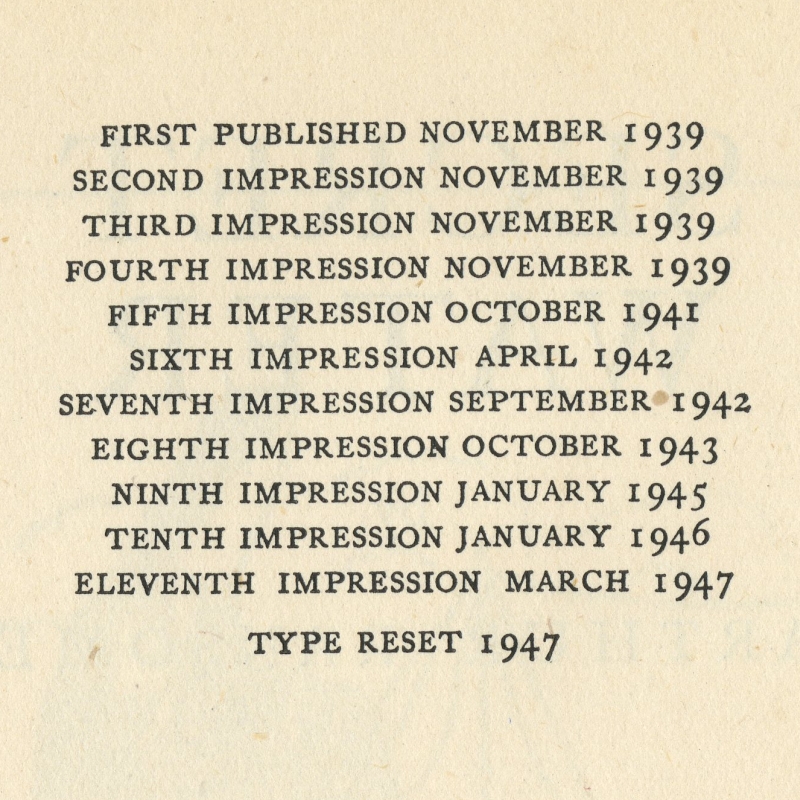 FIRST PUBLISHED NOVEMBER 1939
SECOND IMPRESSION NOVEMBER 1939
THIRD IMPRESSION NOVEMBER 1939
FOURTH IMPRESSION NOVEMBER 1939
FIFTH IMPRESSION OCTOBER 1941
SIXTH IMPRESSION APRIL 1942
SEVENTH IMPRESSION SEPTEMBER 1942
EIGHTH IMPRESSION OCTOBER 1943
NINTH IMPRESSION JANUARY 1945
TENTH IMPRESSION JANUARY 1946
ELEVENTH IMPRESSION MARCH 1947
TYPE RESET 1947